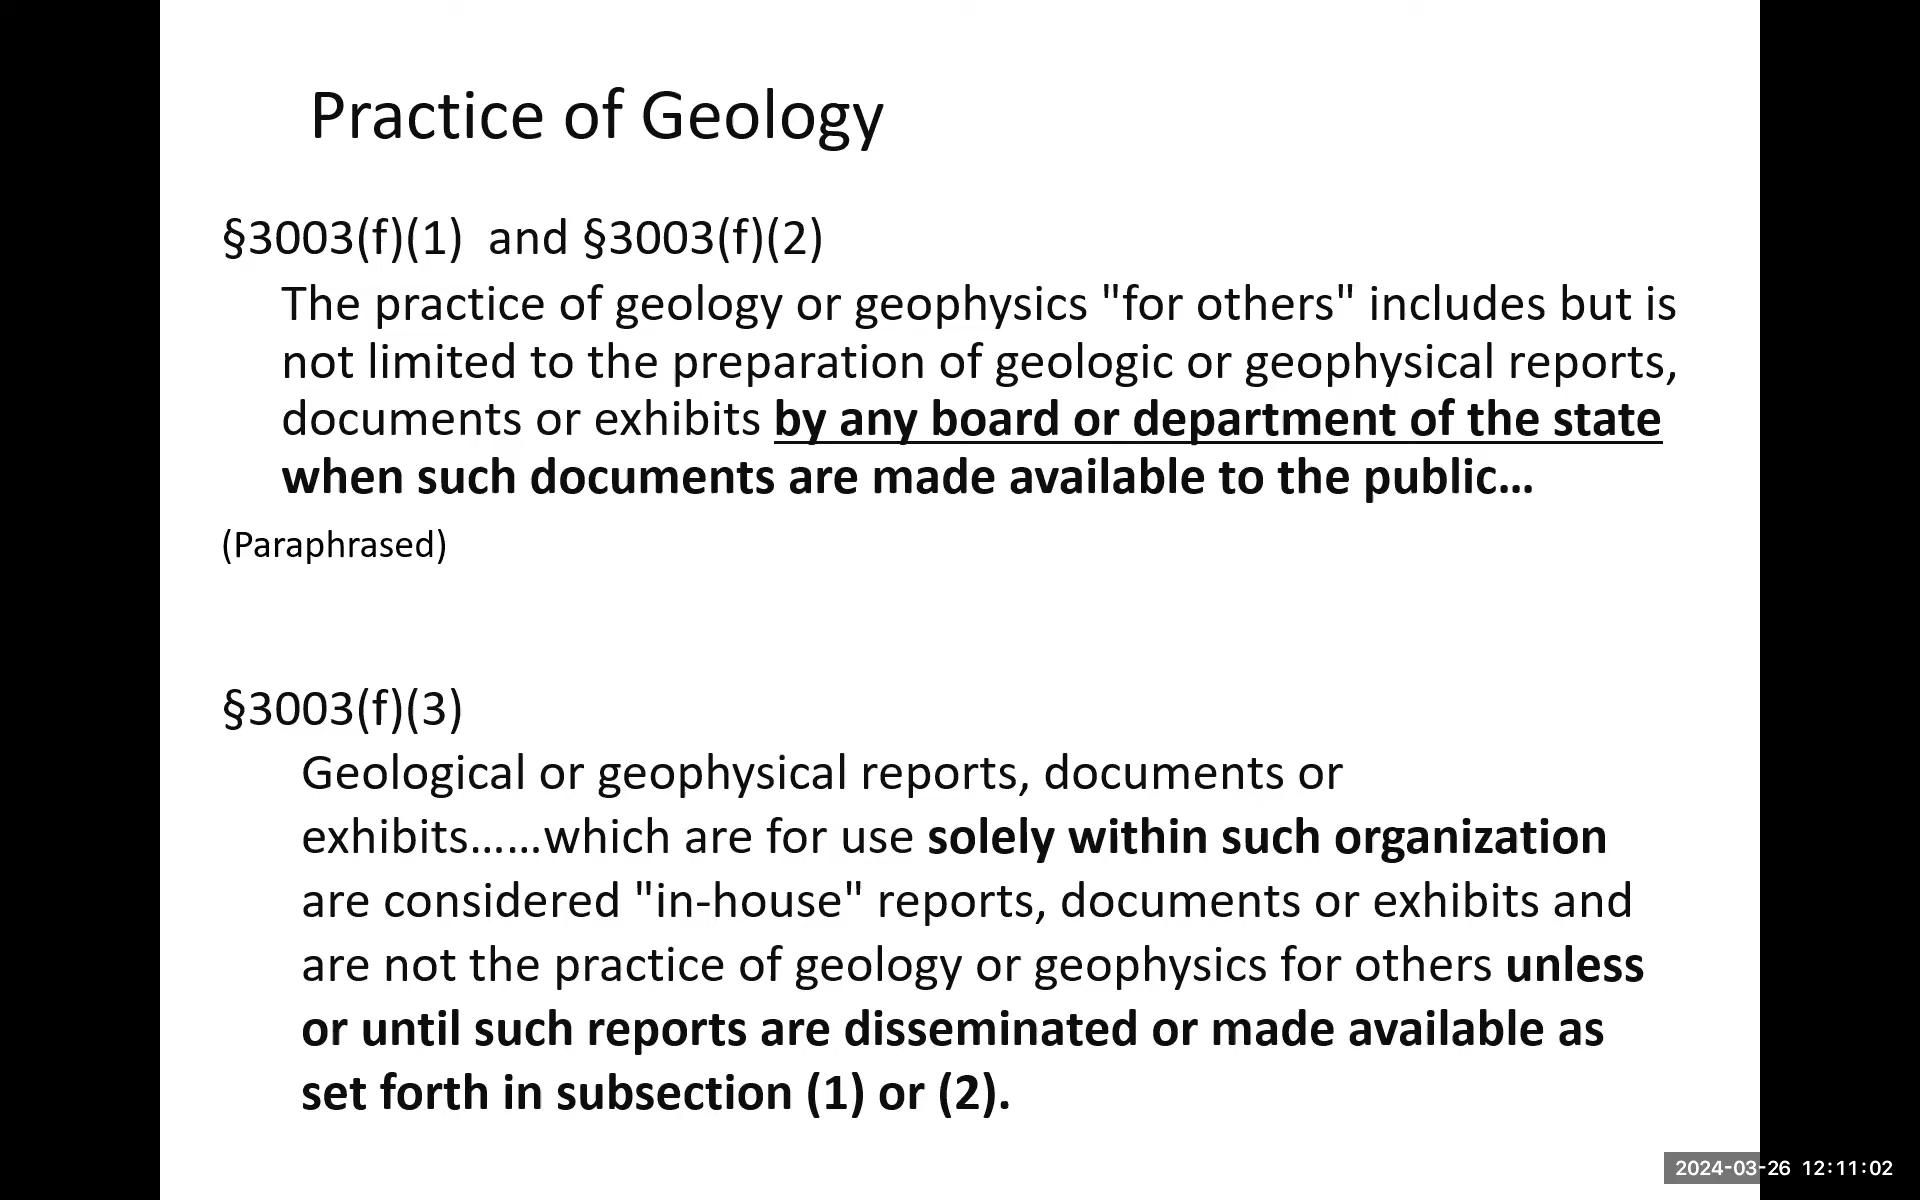 Practice of Geology
§3003(f)(1)  and §3003(f)(2)
The practice of geology or geophysics "for others" includes but is
not limited to the preparation of geologic or geophysical reports,
documents or exhibits by any board or department of the state
when such documents are made available to the public…
(Paraphrased)
§3003(f)(3)
Geological or geophysical reports, documents or
exhibits……which are for use solely within such organization
are considered "in-house" reports, documents or exhibits and
are not the practice of geology or geophysics for others unless
or until such reports are disseminated or made available as
set forth in subsection (1) or (2).
2024-03-26 12:11:02